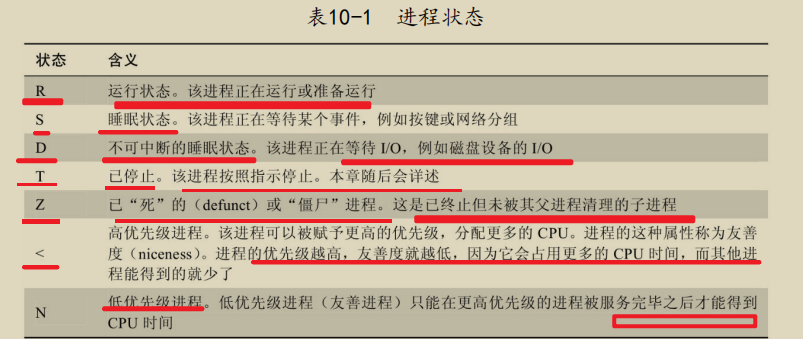 表10-1 进程状态
状态 含义
R 运行状态。该进程正在运行或准备运行
S 睡眠状态。该进程正在等待某个事件，例如按键或网络分组
D 不可中断的睡眠状态。该进程正在等待 I/O，例如磁盘设备的 I/O
T 已停止。该进程按照指示停止。本章随后会详述
Z 已“死”的（defunct）或“僵尸”进程。这是已终止但未被其父进程清理的子进程
高优先级进程。该进程可以被赋予更高的优先级，分配更多的 CPU。进程的这种属性称为友善
< 度（niceness）。进程的优先级越高，友善度就越低，因为它会占用更多的 CPU 时间，而其他进
程能得到的就少了
N 低优先级进程。低优先级进程（友善进程）只能在更高优先级的进程被服务完毕之后才能得到
CPU 时间